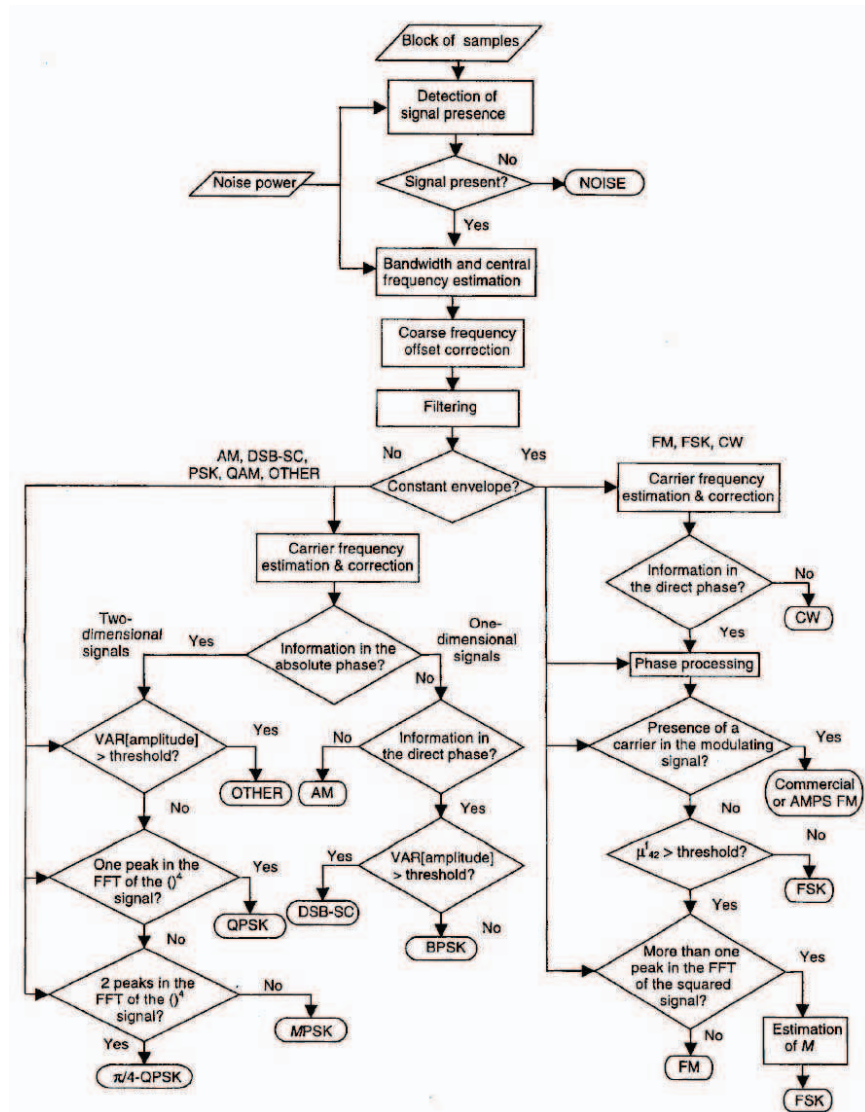 Block of samples
Detection of
signal presence
No
Noise power
Signal present?
NOISE
Yes
Bandwidth and central
frequency estimation
Coarse frequency
offset correction
Filtering
AM, DSB-SC,
PSK, QAM, OTHER
No
Yes
FM, FSK, CW
Constant envelope?
Carrier frequency
estimation & correction
Carrier frequency
estimation & correction
Information in
the direct phase?
No
CW
Yes
Two-
dimensional
signals
Yes
Information in the
absolute phase?
One-
dimensional
signals
No
Phase processing
VAR[amplitude]
> threshold?
Yes
OTHER
No
No
Information in
the direct phase?
AM
Yes
Presence of a
carrier in the modulating
signal?
Yes
Commercial
or AMPS FM
No
One peak in the
FFT of the ()⁴
signal?
Yes
QPSK
No
Yes
VAR[amplitude]
> threshold?
DSB-SC
No
BPSK
μᶠ₄₂ > threshold?
No
FSK
Yes
2 peaks in the
FFT of the ()⁴
signal?
No
MPSK
Yes
π/4-QPSK
More than one
peak in the FFT
of the squared
signal?
Yes
No
FM
Estimation
of M
FSK